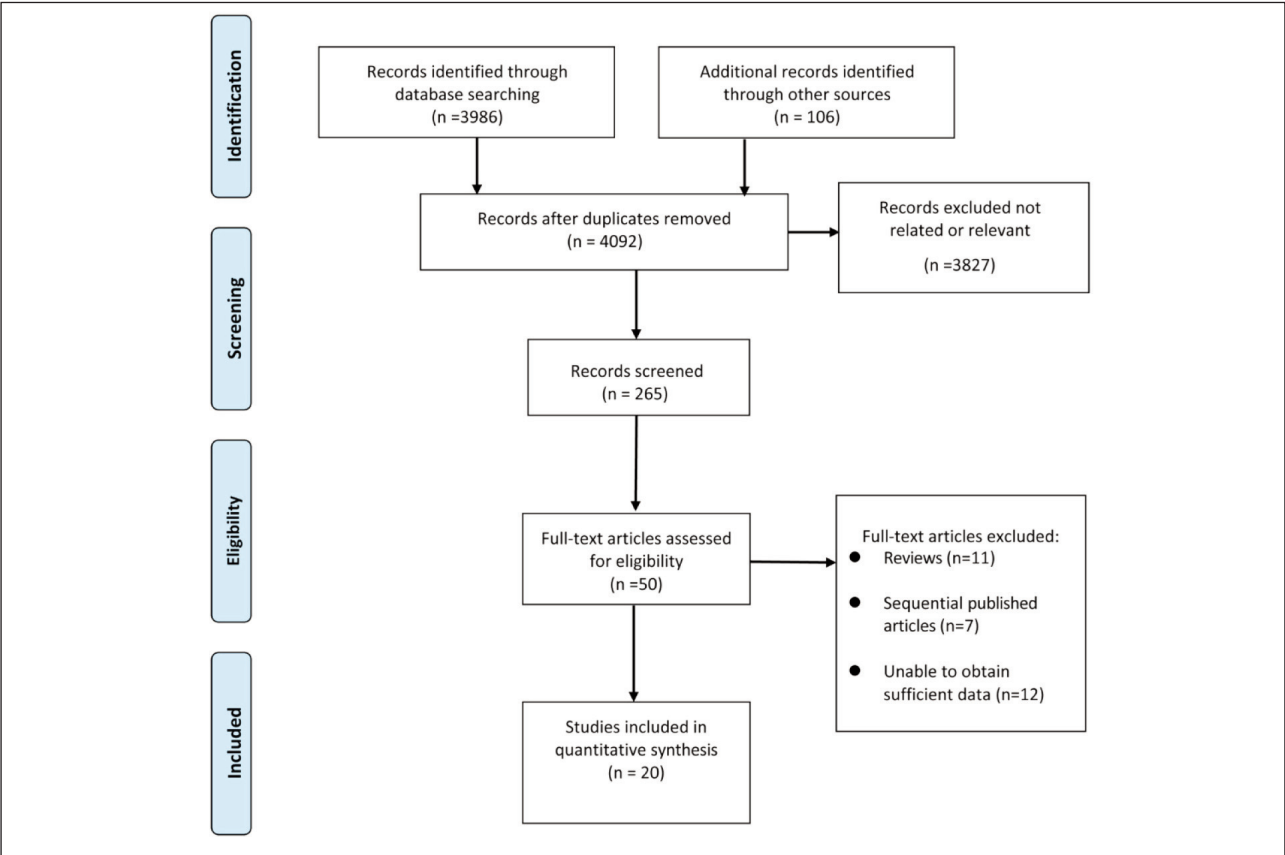 Identification
Records identified through
database searching
(n =3986)
Additional records identified
through other sources
(n = 106)
Records after duplicates removed
(n = 4092)
Records excluded not
related or relevant
(n =3827)
Screening
Records screened
(n = 265)
Eligibility
Full-text articles assessed
for eligibility
(n =50)
Full-text articles excluded:
● Reviews (n=11)
● Sequential published
articles (n=7)
● Unable to obtain
sufficient data (n=12)
Included
Studies included in
quantitative synthesis
(n = 20)